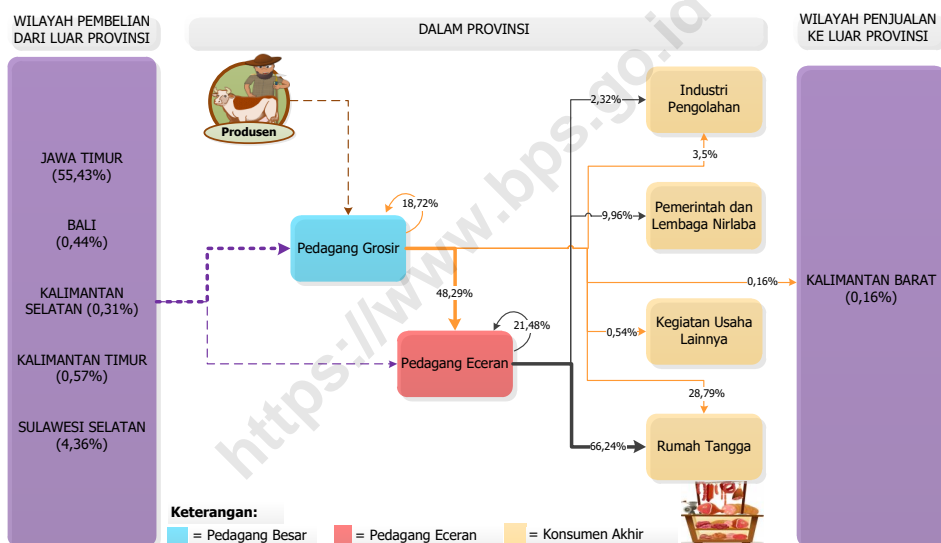 WILAYAH PEMBELIAN
DARI LUAR PROVINSI
DALAM PROVINSI
WILAYAH PENJUALAN
KE LUAR PROVINSI
JAWA TIMUR
(55,43%)
BALI
(0,44%)
KALIMANTAN
SELATAN (0,31%)
KALIMANTAN TIMUR
(0,57%)
SULAWESI SELATAN
(4,36%)
Produsen
18,72%
Pedagang Grosir
48,29%
21,48%
Pedagang Eceran
2,32%
Industri
Pengolahan
3,5%
9,96%
Pemerintah dan
Lembaga Nirlaba
0,16%
0,54%
Kegiatan Usaha
Lainnya
28,79%
66,24%
Rumah Tangga
KALIMANTAN BARAT
(0,16%)
Keterangan:
= Pedagang Besar
= Pedagang Eceran
= Konsumen Akhir
https://www.bps.go.id